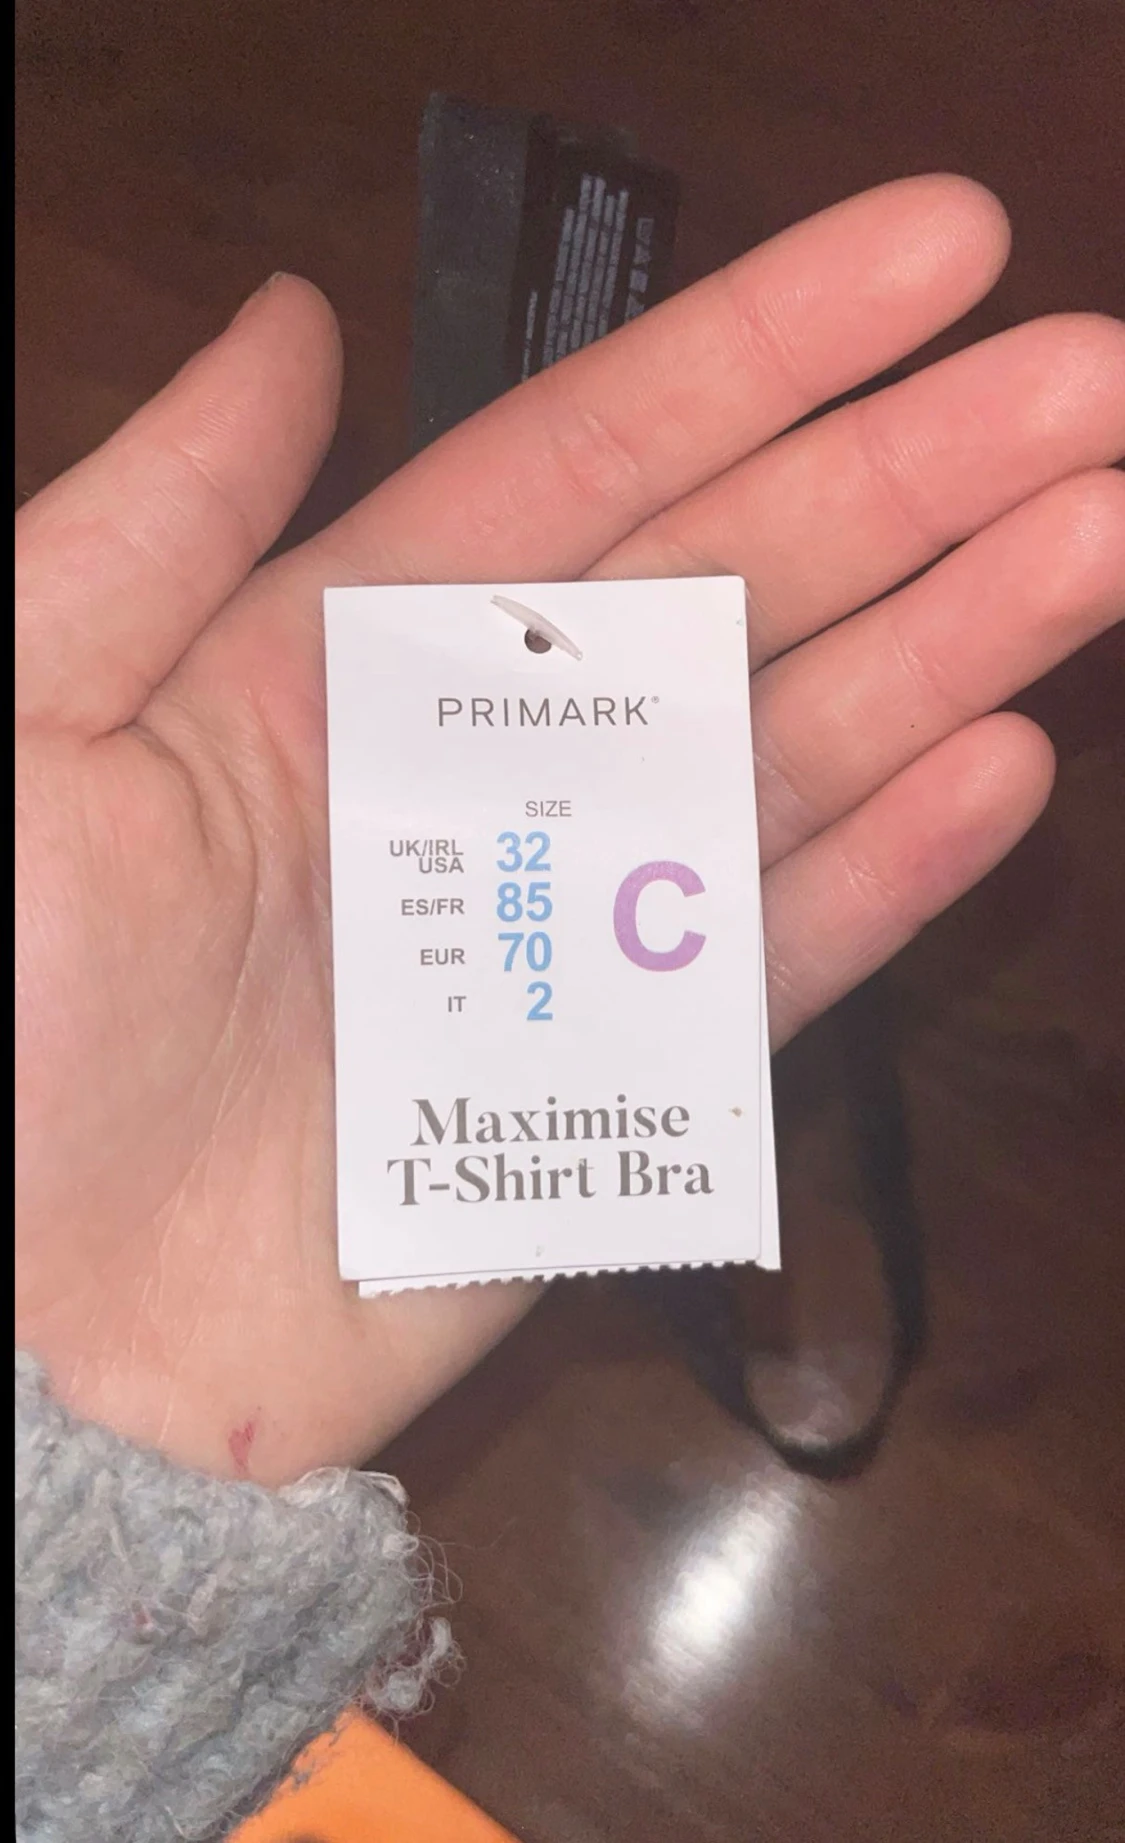 PRIMARK®
SIZE
UK/IRL
USA 32
ES/FR 85
EUR 70
IT 2
C
Maximise
T-Shirt Bra